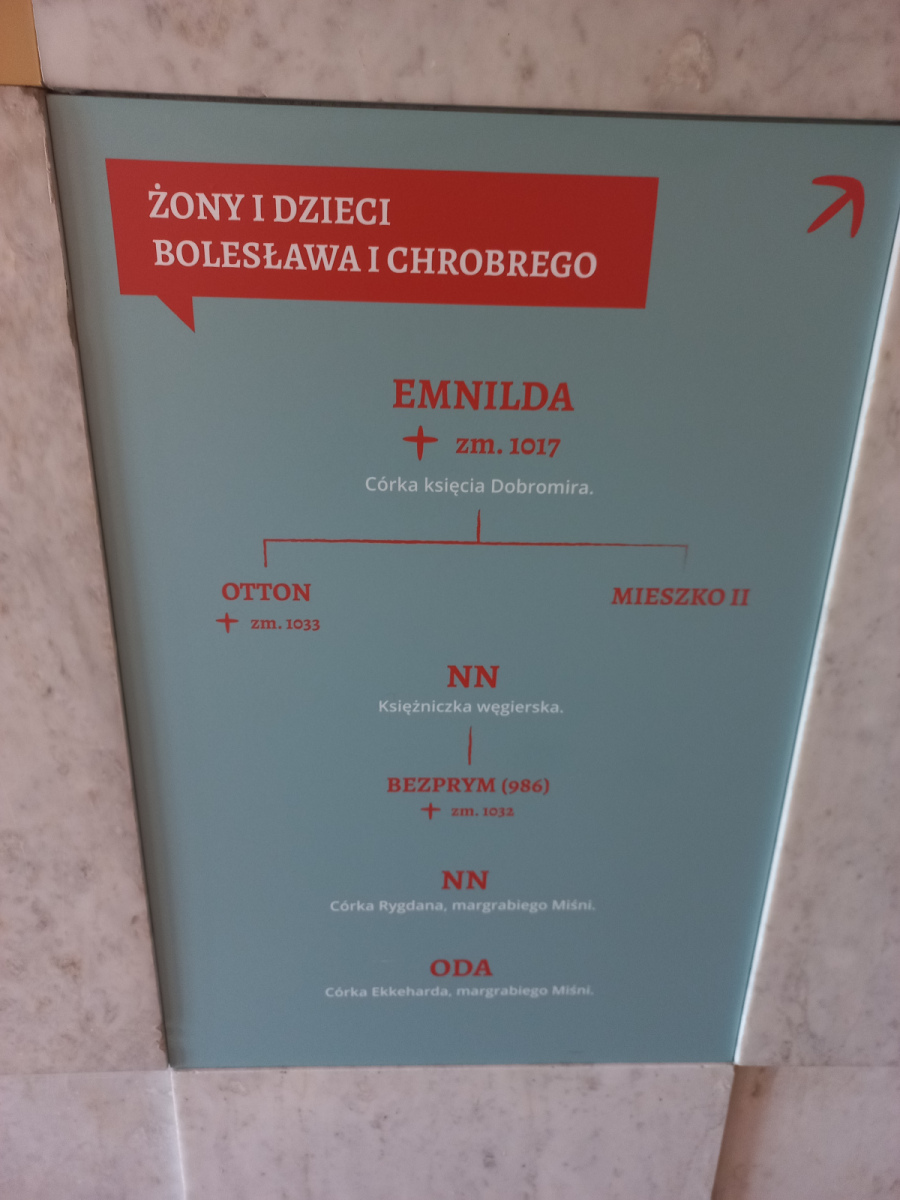 ŻONY I DZIECI
BOLESŁAWA I CHROBREGO
EMNILDA
zm. 1017
Córka księcia Dobromira.
OTTON
MIESZKO II
zm. 1033
NN
Księżniczka węgierska.
BEZPRYM (986)
zm. 1032
NN
Córka Rygdana, margrabiego Miśni.
ODA
Córka Ekkeharda, margrabiego Miśni.